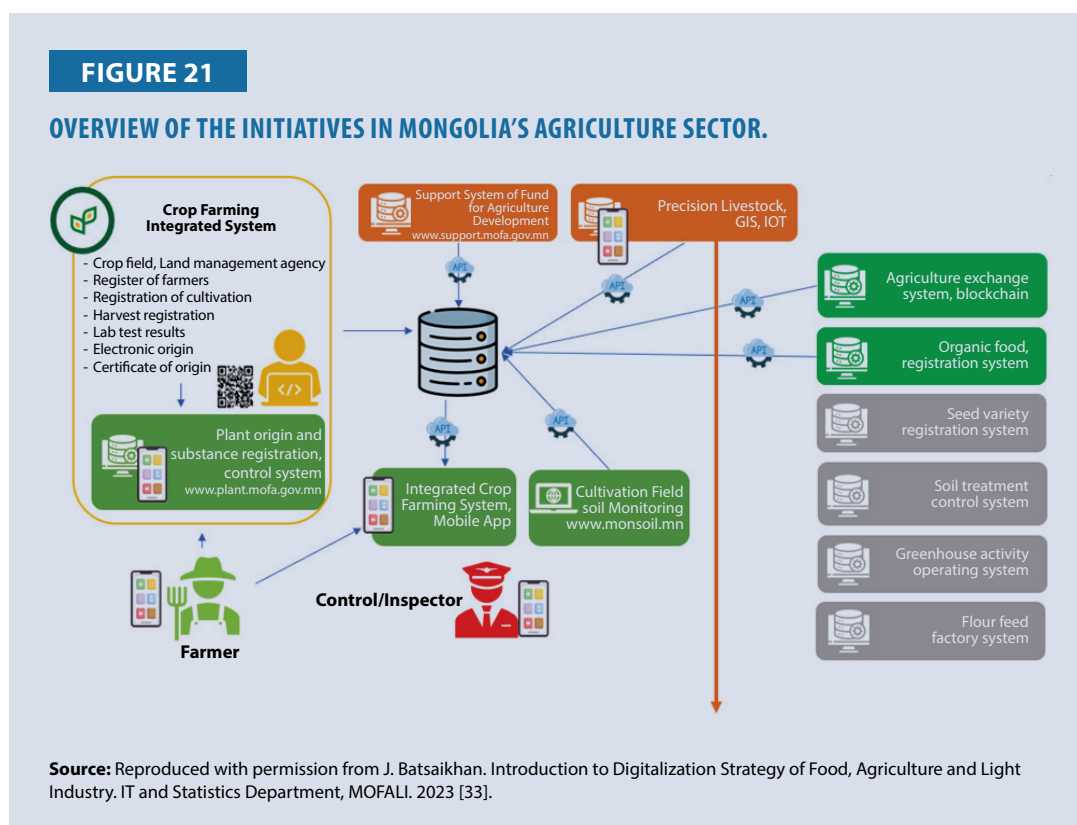 FIGURE 21
OVERVIEW OF THE INITIATIVES IN MONGOLIA'S AGRICULTURE SECTOR.
Crop Farming
Integrated System
- Crop field, Land management agency
- Register of farmers
- Registration of cultivation
- Harvest registration
- Lab test results
- Electronic origin
- Certificate of origin
</>
Plant origin and
substance registration,
control system
www.plant.mofa.gov.mn
Farmer
Support System of Fund
for Agriculture
Development
www.support.mofa.gov.mn
Precision Livestock,
GIS, IOT
API
API
API
API
API
API
Integrated Crop
Farming System,
Mobile App
Cultivation Field
soil Monitoring
www.monsoil.mn
Control/Inspector
Agriculture exchange
system, blockchain
Organic food,
registration system
Seed variety
registration system
Soil treatment
control system
Greenhouse activity
operating system
Flour feed
factory system
Source: Reproduced with permission from J. Batsaikhan. Introduction to Digitalization Strategy of Food, Agriculture and Light
Industry. IT and Statistics Department, MOFALI. 2023 [33].